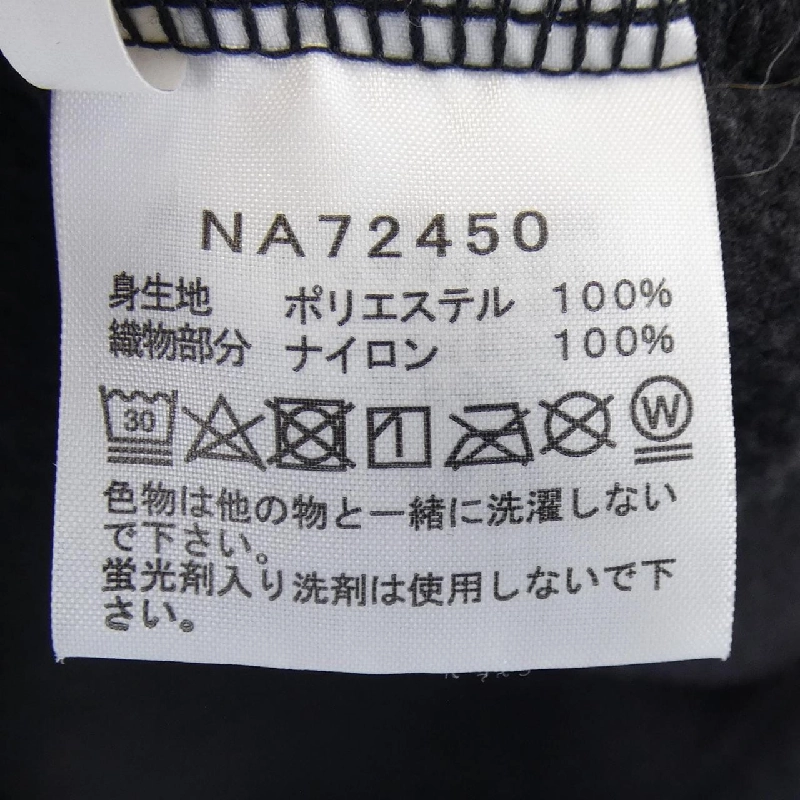 NA72450
身生地 ポリエステル 100%
織物部分 ナイロン 100%
30 W
色物は他の物と一緒に洗濯しない
で下さい。
蛍光剤入り洗剤は使用しないで下
さい。